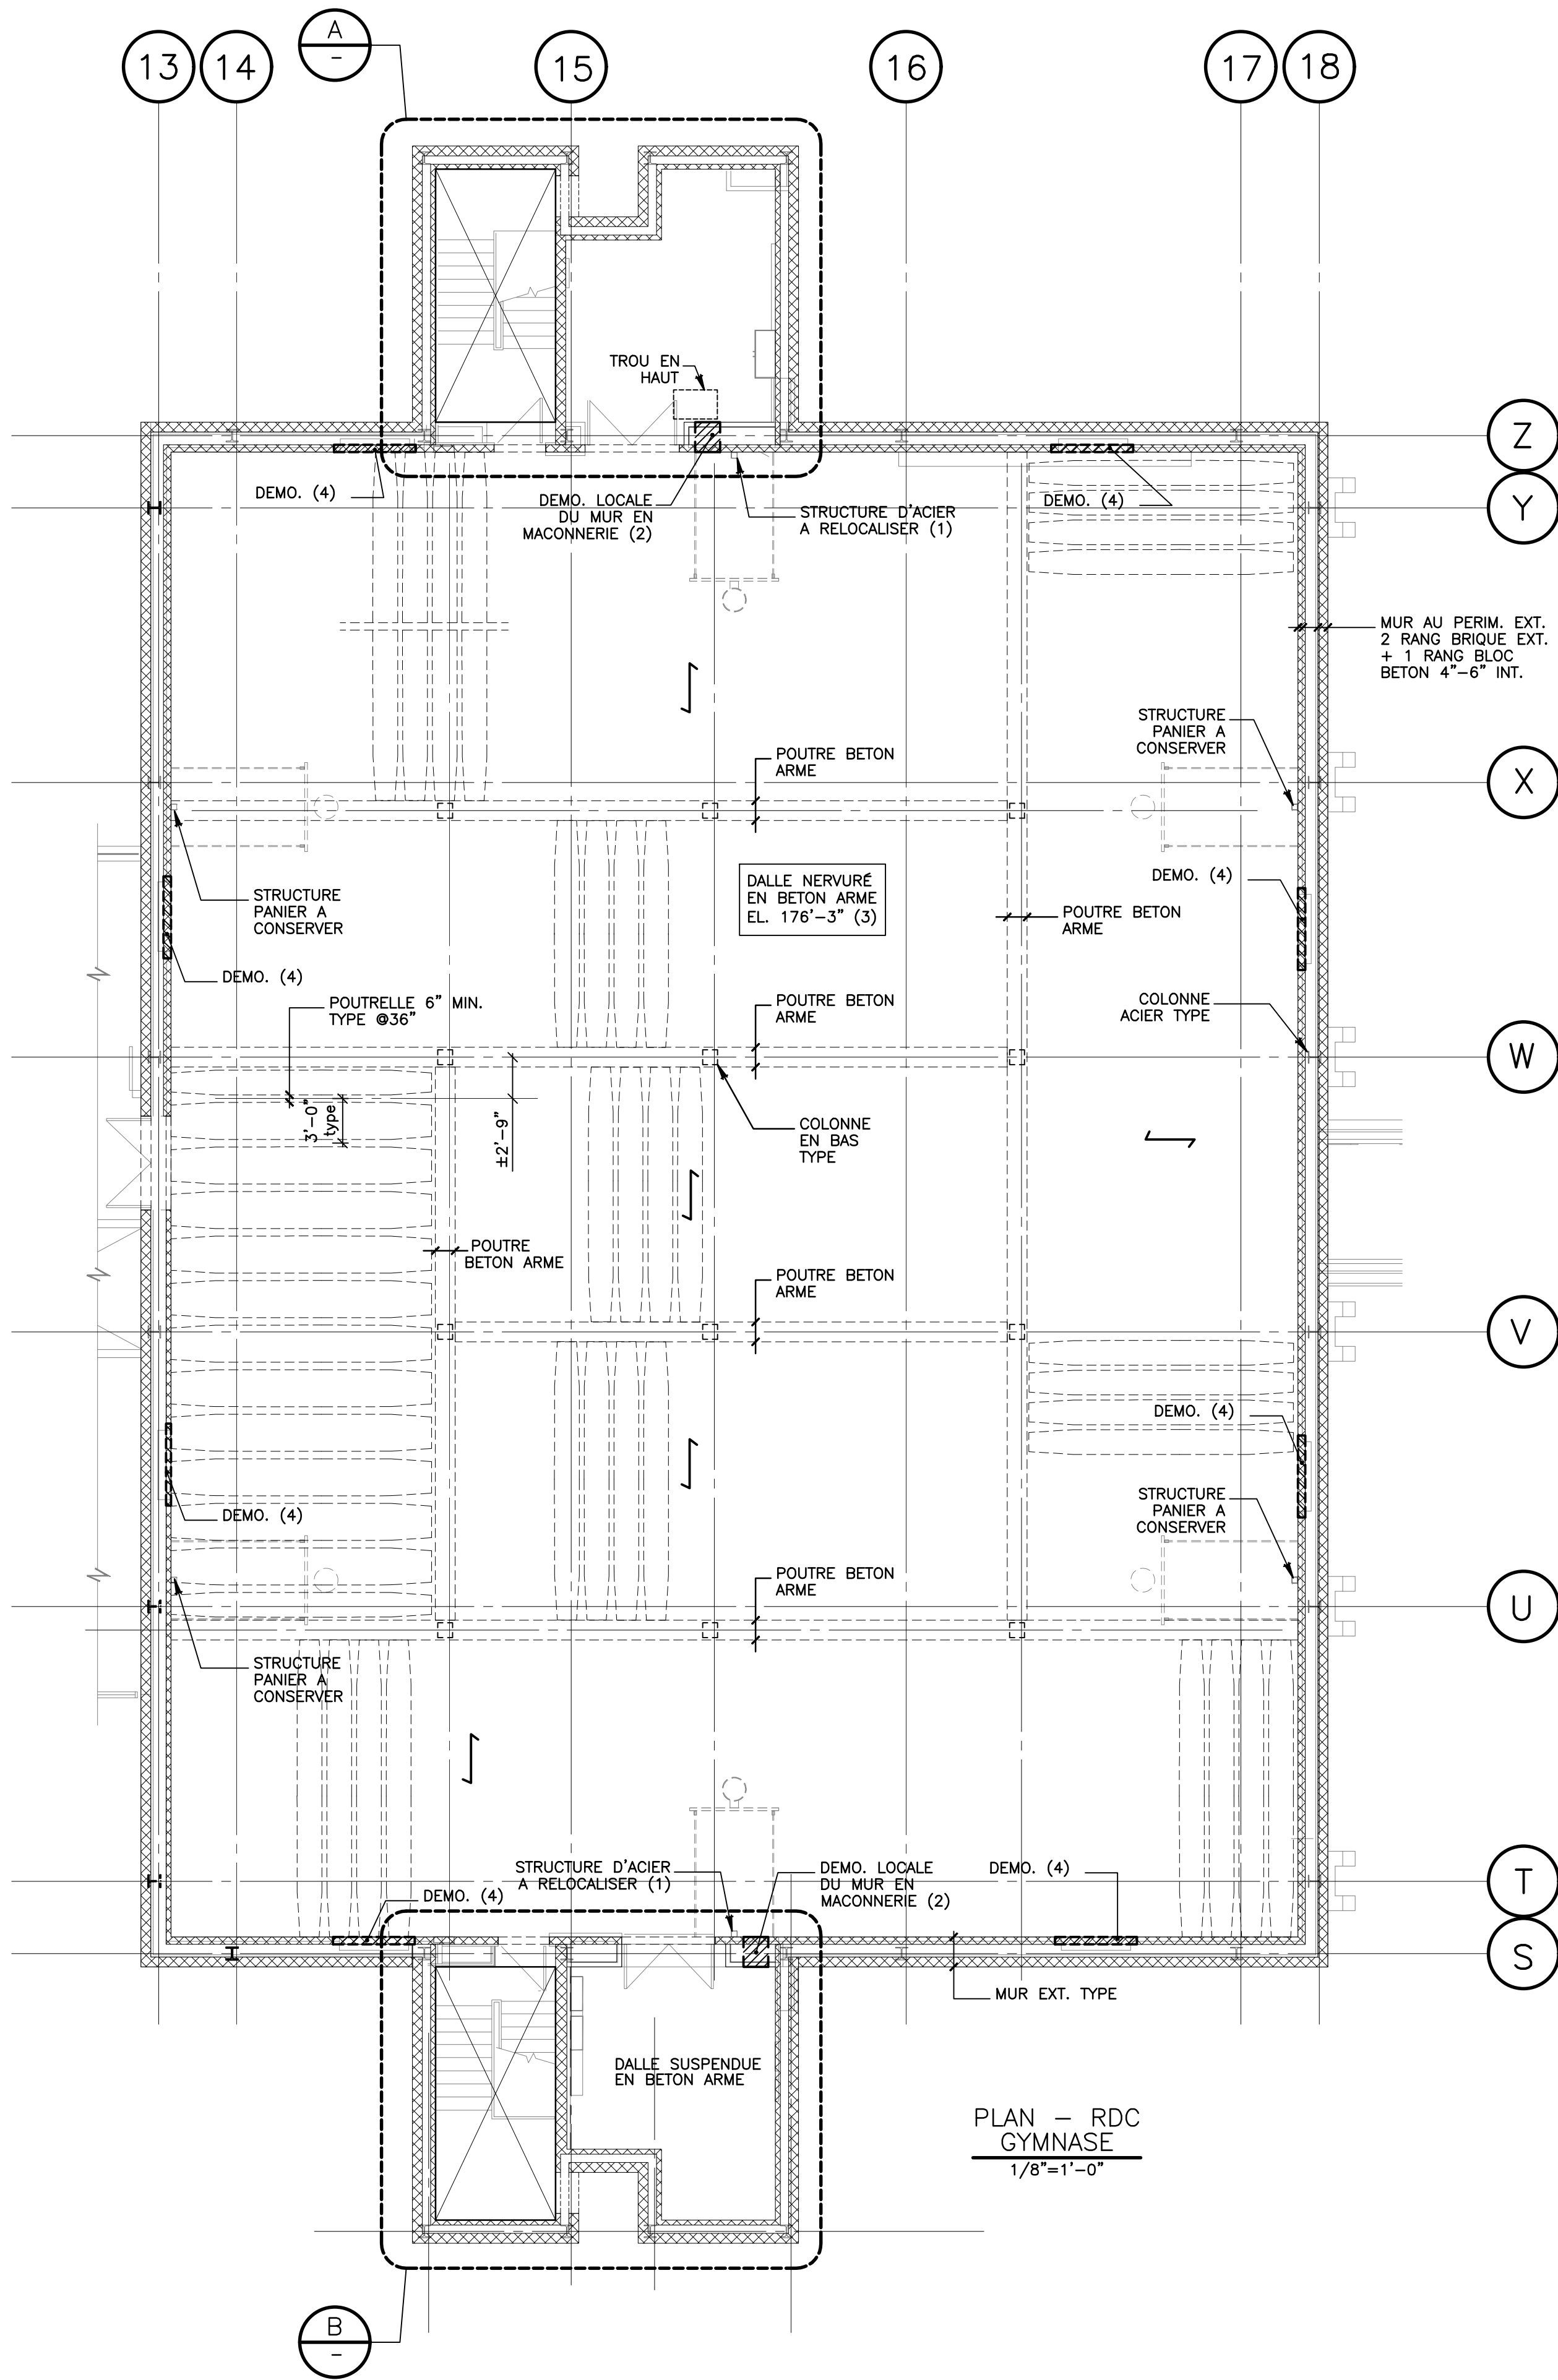 A
-
13
14
15
16
17
18
TROU EN
HAUT
Z
DEMO. (4)
DEMO. LOCALE
DU MUR EN
MACONNERIE (2)
STRUCTURE D'ACIER
A RELOCALISER (1)
DEMO. (4)
Y
MUR AU PERIM. EXT.
2 RANG BRIQUE EXT.
+ 1 RANG BLOC
BETON 4"-6" INT.
STRUCTURE
PANIER A
CONSERVER
POUTRE BETON
ARME
X
DALLE NERVURÉ
EN BETON ARME
EL. 176'-3" (3)
DEMO. (4)
STRUCTURE
PANIER A
CONSERVER
POUTRE BETON
ARME
DEMO. (4)
POUTRELLE 6" MIN.
TYPE @36"
POUTRE BETON
ARME
COLONNE
ACIER TYPE
W
3'-0"
type
±2'-9"
COLONNE
EN BAS
TYPE
POUTRE
BETON ARME
POUTRE BETON
ARME
V
DEMO. (4)
DEMO. (4)
STRUCTURE
PANIER A
CONSERVER
POUTRE BETON
ARME
U
STRUCTURE
PANIER A
CONSERVER
STRUCTURE D'ACIER
A RELOCALISER (1)
DEMO. LOCALE
DU MUR EN
MACONNERIE (2)
DEMO. (4)
DEMO. (4)
T
S
MUR EXT. TYPE
DALLE SUSPENDUE
EN BETON ARME
PLAN - RDC
GYMNASE
1/8"=1'-0"
B
-